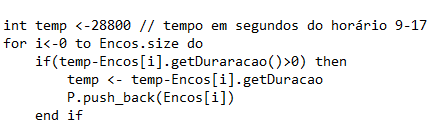 int temp <-28800 // tempo em segundos do horário 9-17
for i<-0 to Encos.size do
if(temp-Encos[i].getDuraracao()>0) then
temp <- temp-Encos[i].getDuracao
P.push_back(Encos[i])
end if